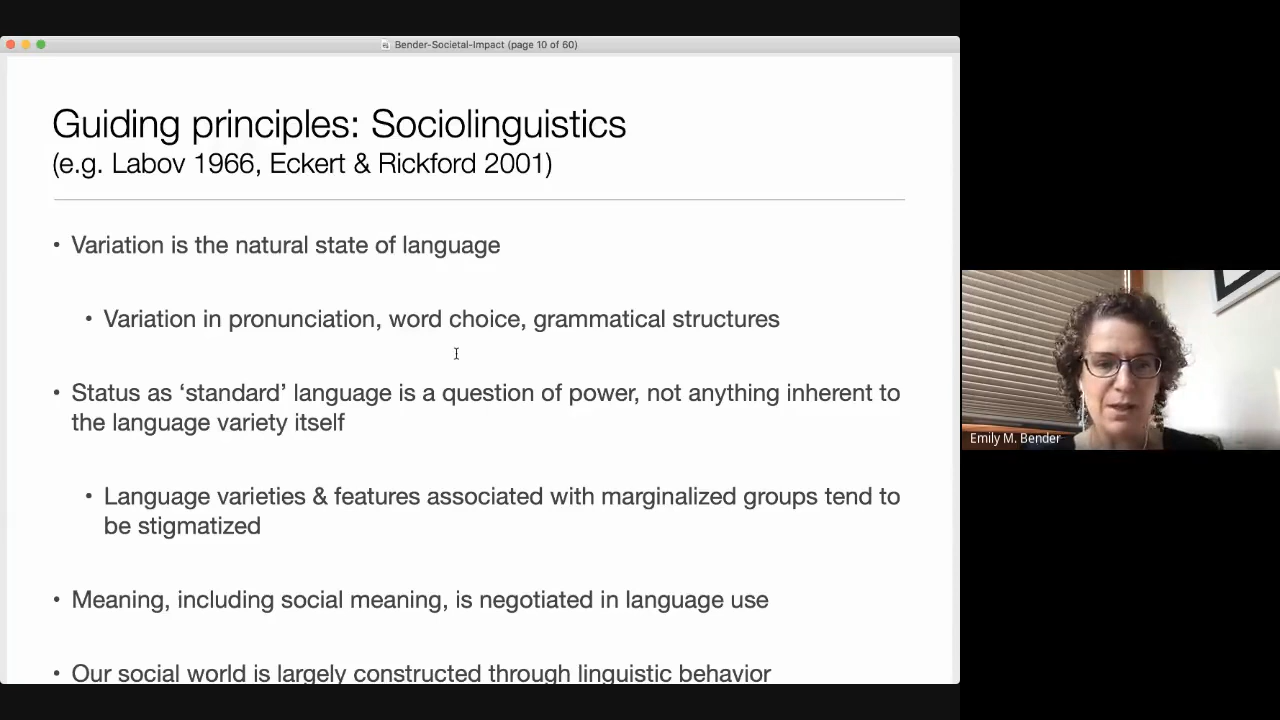 Bender-Societal-Impact (page 10 of 60)
Guiding principles: Sociolinguistics
(e.g. Labov 1966, Eckert & Rickford 2001)
• Variation is the natural state of language
• Variation in pronunciation, word choice, grammatical structures
• Status as ‘standard’ language is a question of power, not anything inherent to
the language variety itself
• Language varieties & features associated with marginalized groups tend to
be stigmatized
• Meaning, including social meaning, is negotiated in language use
• Our social world is largely constructed through linguistic behavior
Emily M. Bender